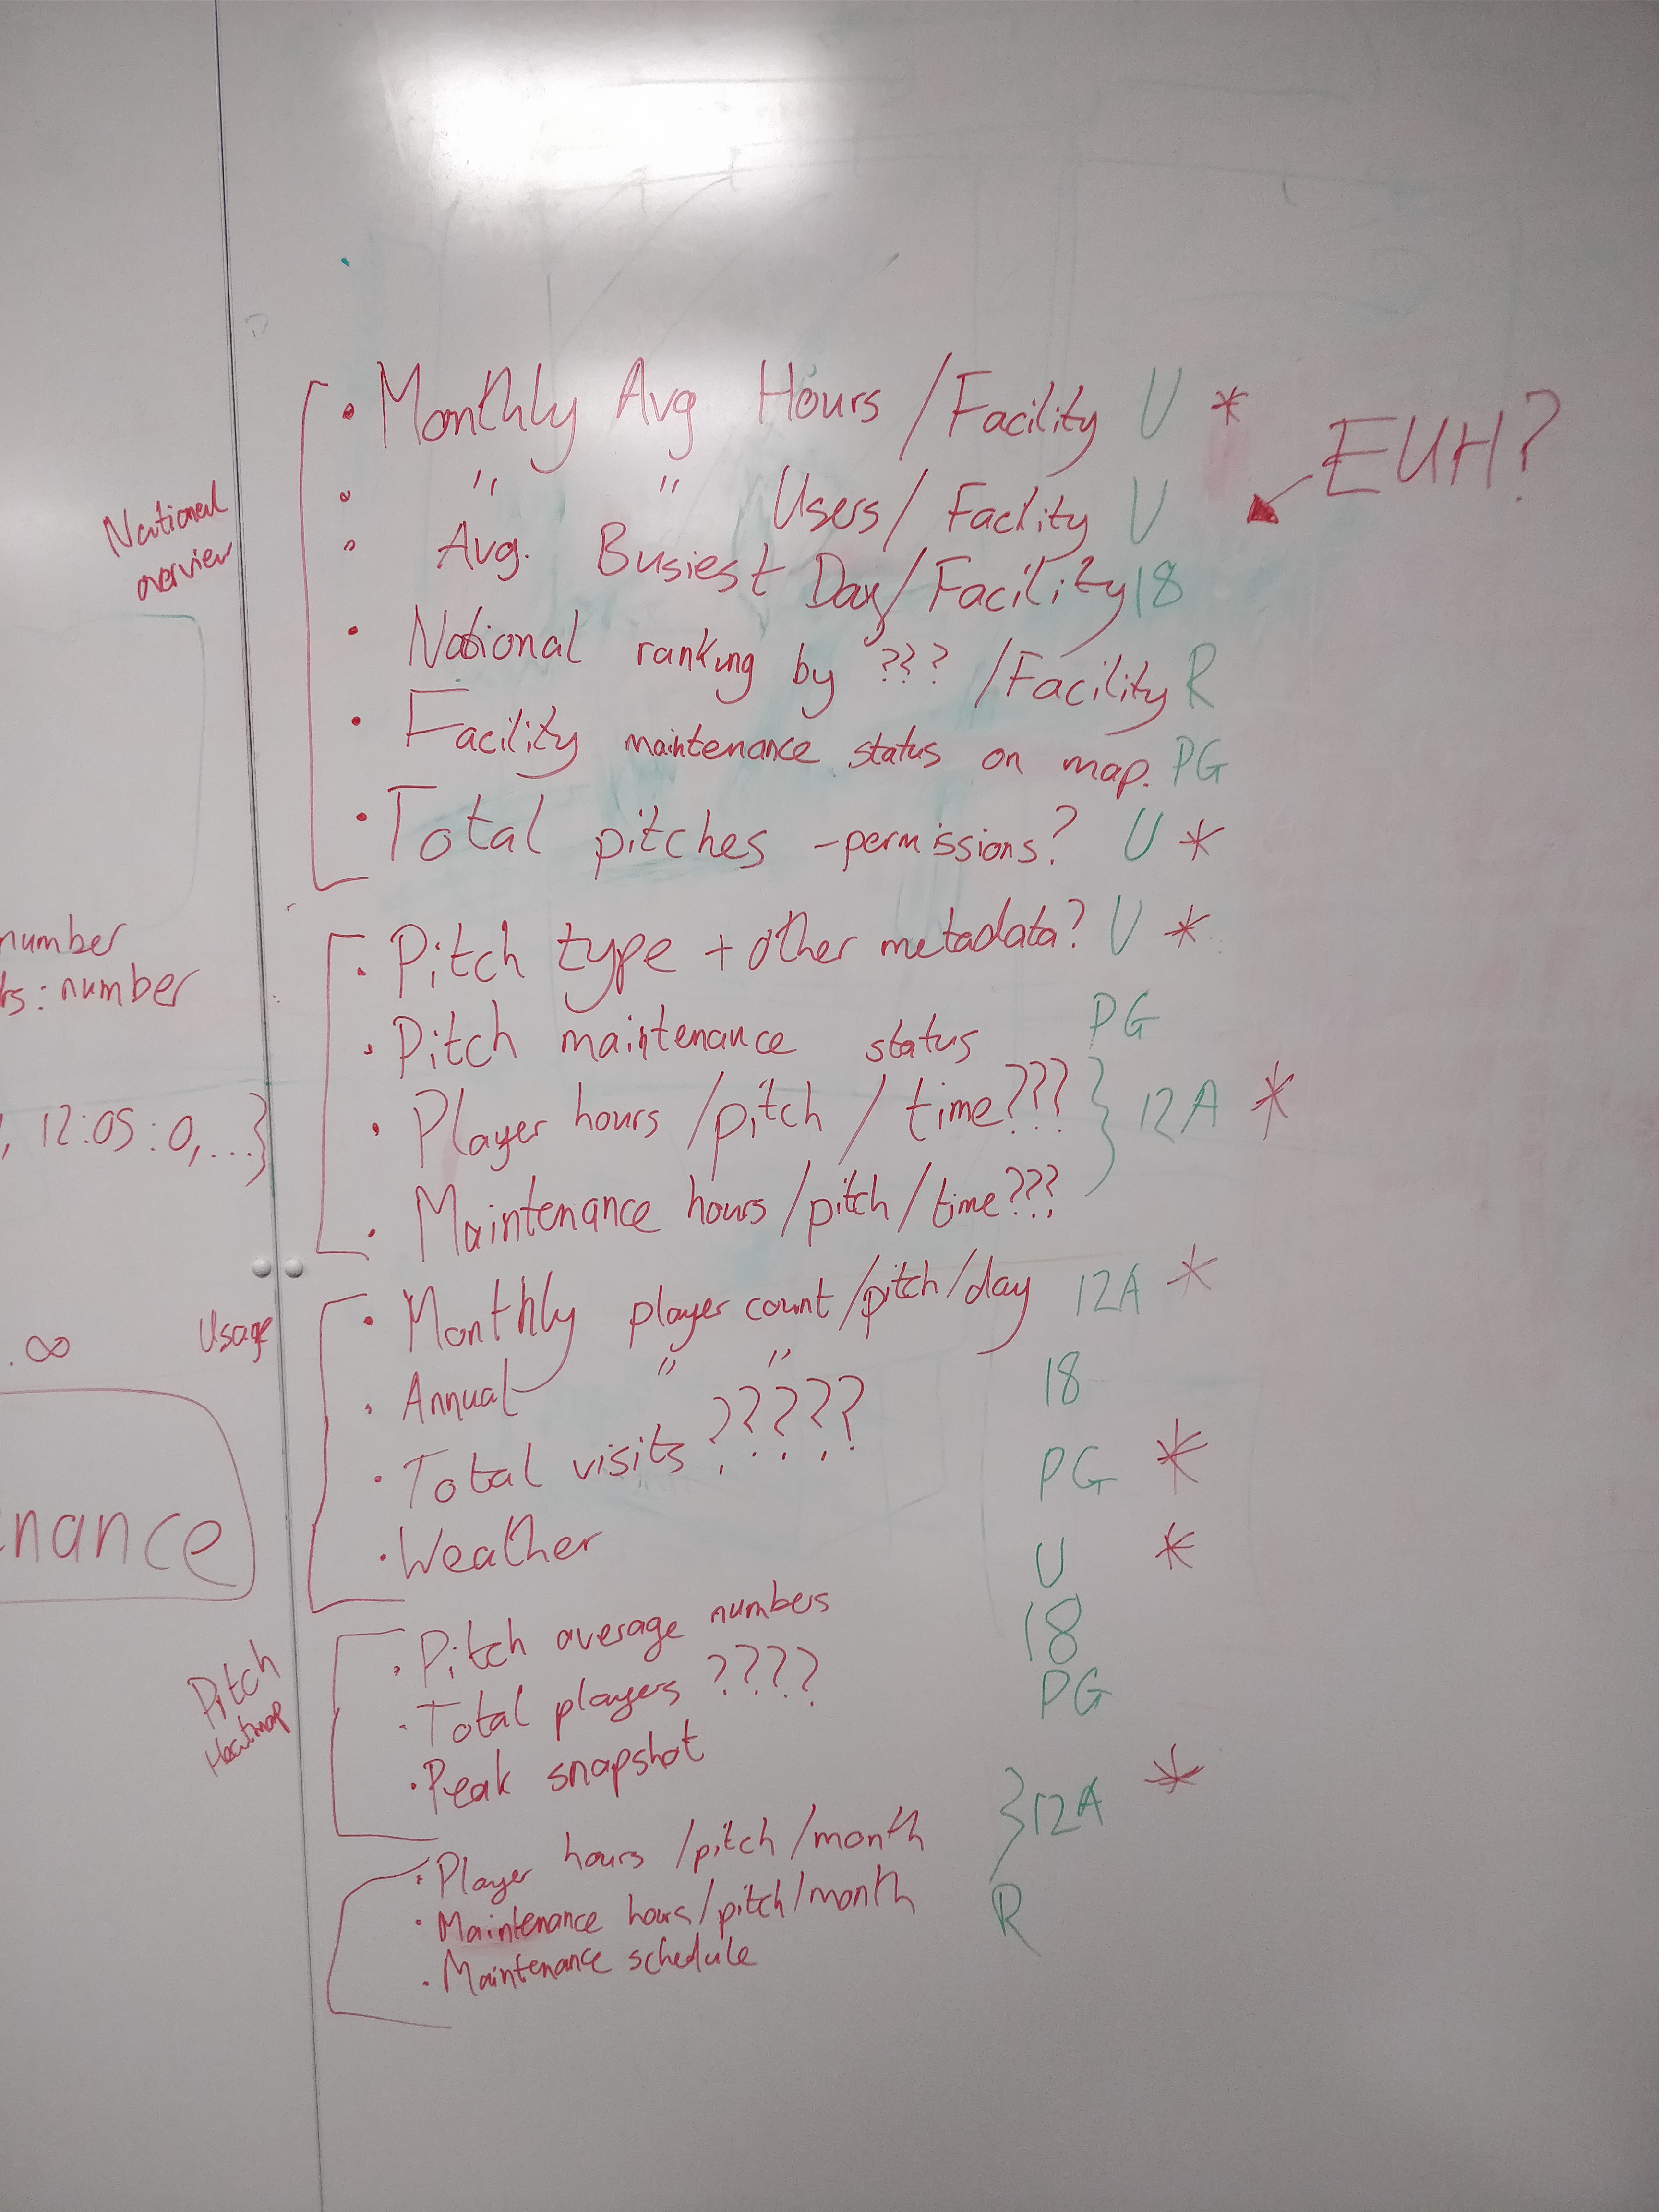 • Monthly Avg Hours /Facility U *
EUH?
• " " Users/ Facility U
• Avg. Busiest Day/Facility 18
National
overview
• National ranking by ??? /Facility R
• Facility maintenance status on map. PG
• Total pitches -permissions? U *
• Pitch type + other metadata? U *
number
: number
• Pitch maintenance status PG
• Player hours /pitch / time??? } 12A *
, 12:05:0,...}
• Maintenance hours /pitch / time???
• Monthly player count /pitch/day 12A *
Usage
. ∞
• Annual " " 18
• Total visits ????? PG *
nance
• Weather U *
• Pitch average numbers 18
Pitch
Heatmap
• Total players ???? PG
• Peak snapshot
• Player hours /pitch /month } 12A *
• Maintenance hours/pitch/month R
• Maintenance schedule